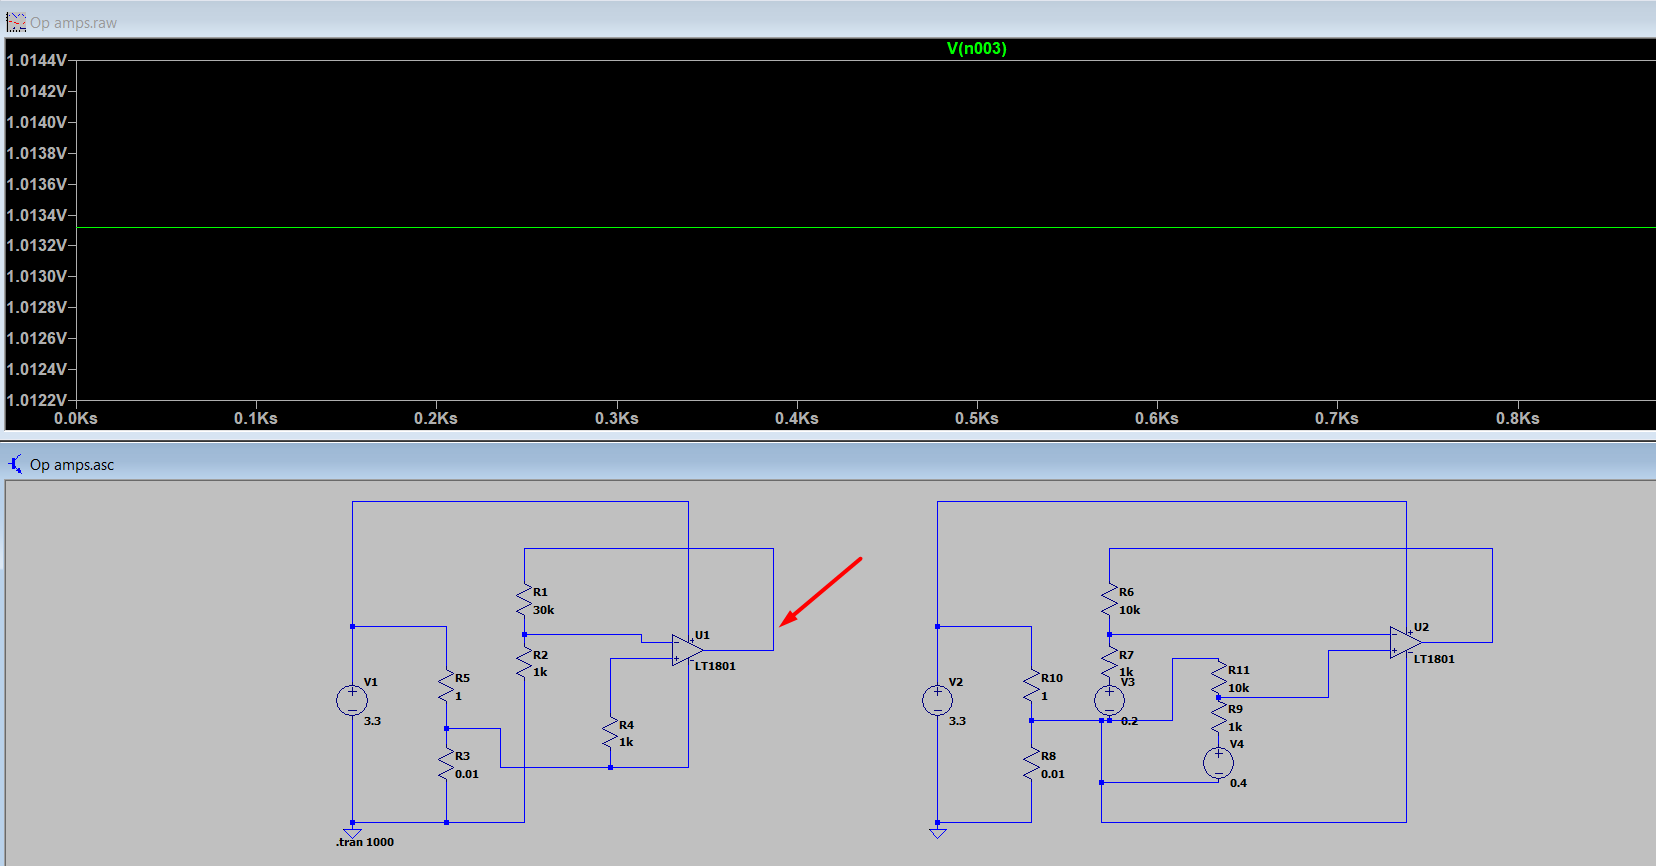 Op amps.raw
V(n003)
1.0144V
1.0142V
1.0140V
1.0138V
1.0136V
1.0134V
1.0132V
1.0130V
1.0128V
1.0126V
1.0124V
1.0122V
0.0Ks 0.1Ks 0.2Ks 0.3Ks 0.4Ks 0.5Ks 0.6Ks 0.7Ks 0.8Ks
Op amps.asc
R1
30k
R2
1k
U1
LT1801
V1
3.3
R5
1
R4
1k
R3
0.01
.tran 1000
R6
10k
U2
LT1801
R7
1k
V3
0.2
R11
10k
V2
3.3
R10
1
R9
1k
V4
0.4
R8
0.01